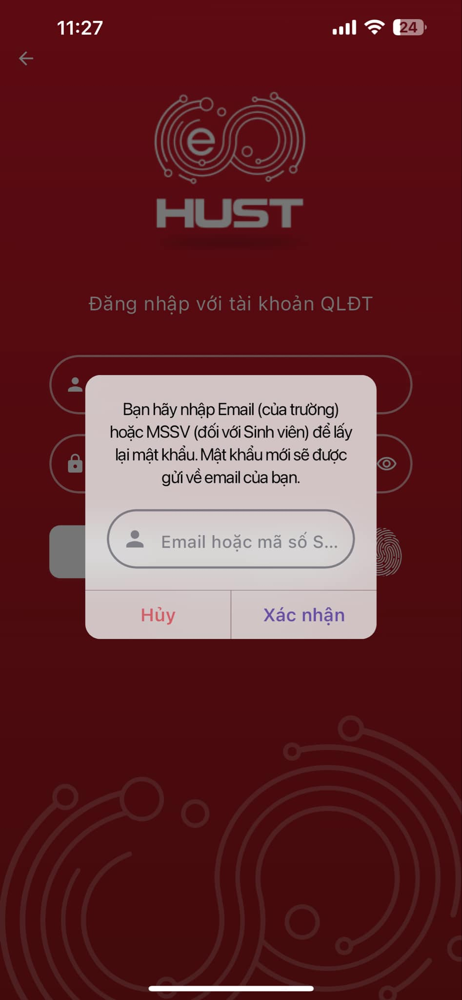 11:27
24
e
HUST
Đăng nhập với tài khoản QLĐT
Bạn hãy nhập Email (của trường)
hoặc MSSV (đối với Sinh viên) để lấy
lại mật khẩu. Mật khẩu mới sẽ được
gửi về email của bạn.
Email hoặc mã số S...
Hủy
Xác nhận